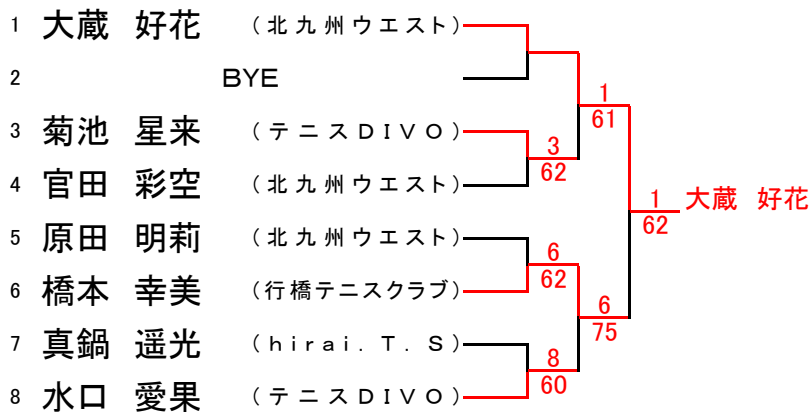 1 大蔵 好花 (北九州ウエスト)
2 BYE
1
61
3 菊池 星来 (テニスDIVO)
3
62
4 官田 彩空 (北九州ウエスト)
1 大蔵 好花
62
5 原田 明莉 (北九州ウエスト)
6
62
6 橋本 幸美 (行橋テニスクラブ)
6
75
7 真鍋 遥光 (hirai.T.S)
8
60
8 水口 愛果 (テニスDIVO)